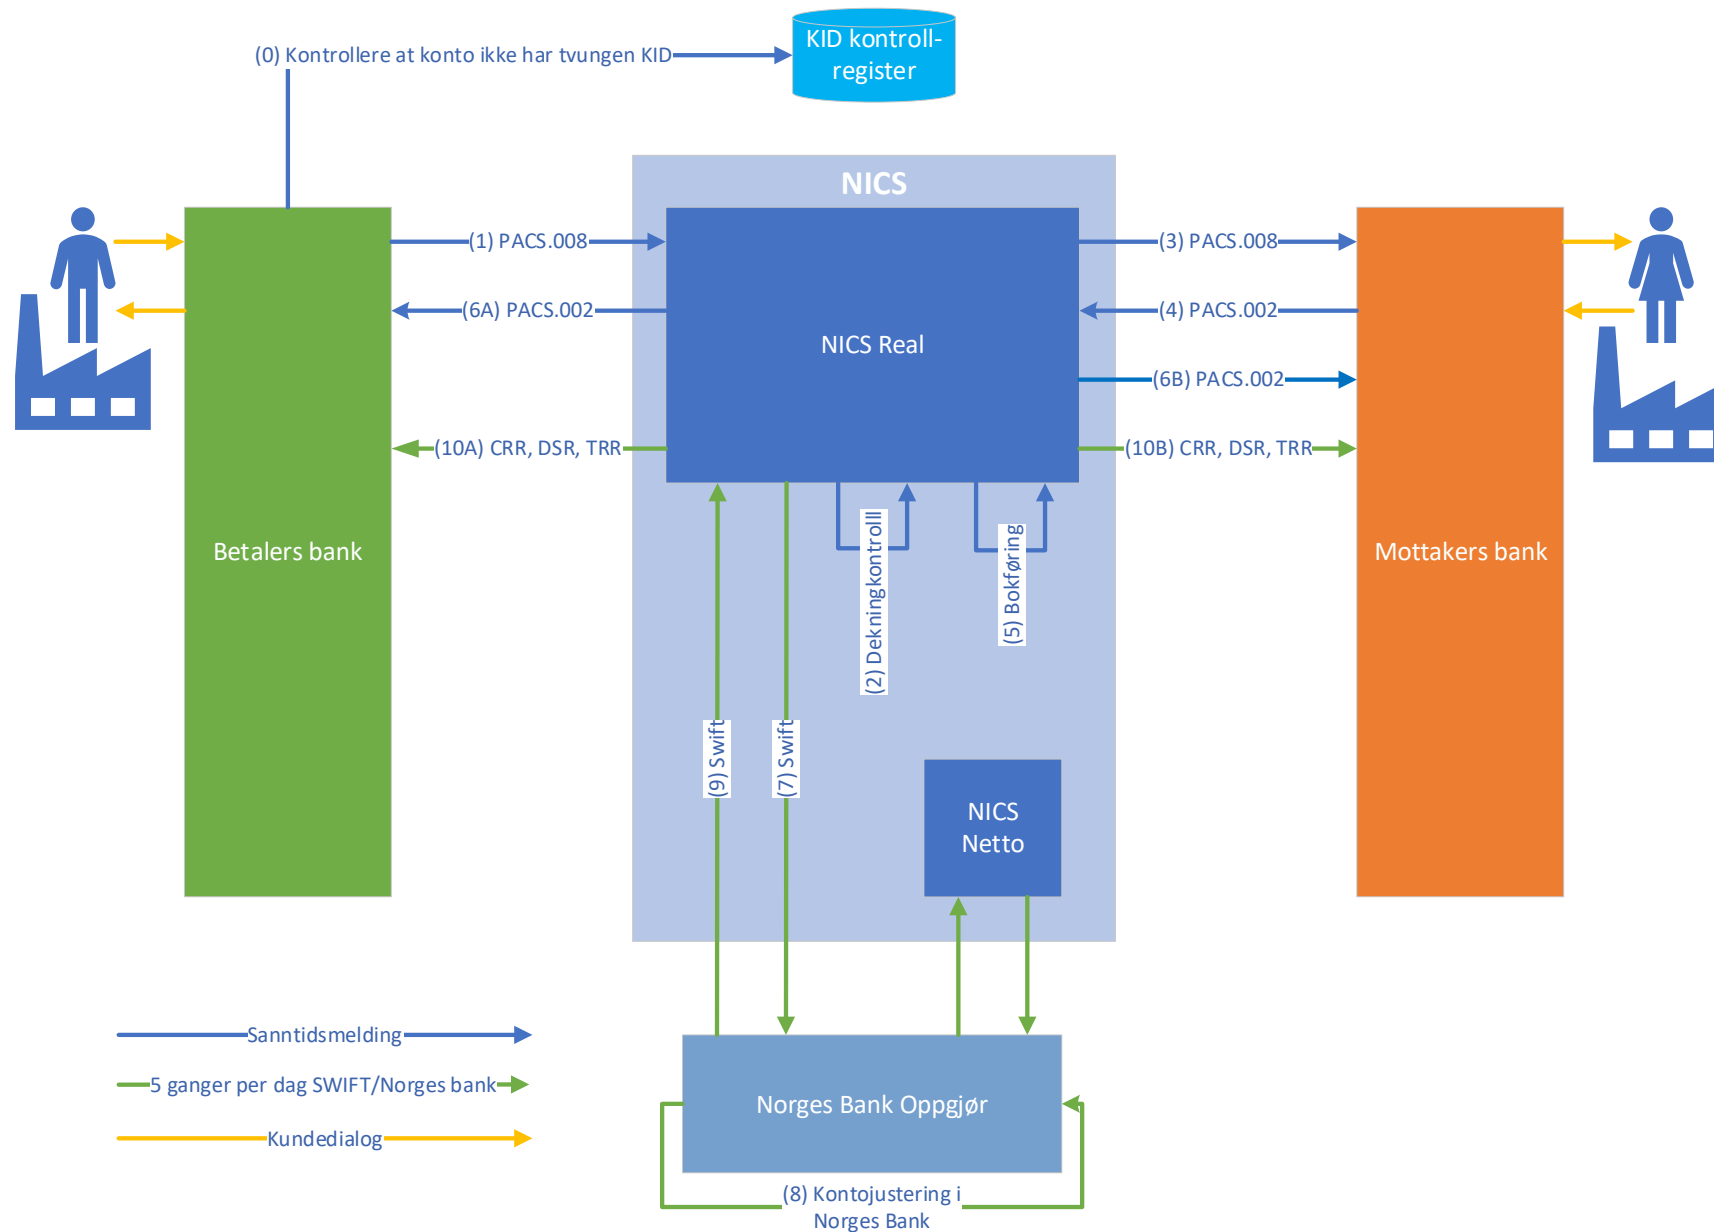 (0) Kontrollere at konto ikke har tvungen KID
KID kontroll-
register
NICS
(1) PACS.008
(3) PACS.008
(6A) PACS.002
(4) PACS.002
NICS Real
(6B) PACS.002
(10A) CRR, DSR, TRR
(10B) CRR, DSR, TRR
Betalers bank
Mottakers bank
(2) Dekningkontrolll
(5) Bokføring
(9) Swift
(7) Swift
NICS
Netto
Sanntidsmelding
5 ganger per dag SWIFT/Norges bank
Kundedialog
Norges Bank Oppgjør
(8) Kontojustering i
Norges Bank